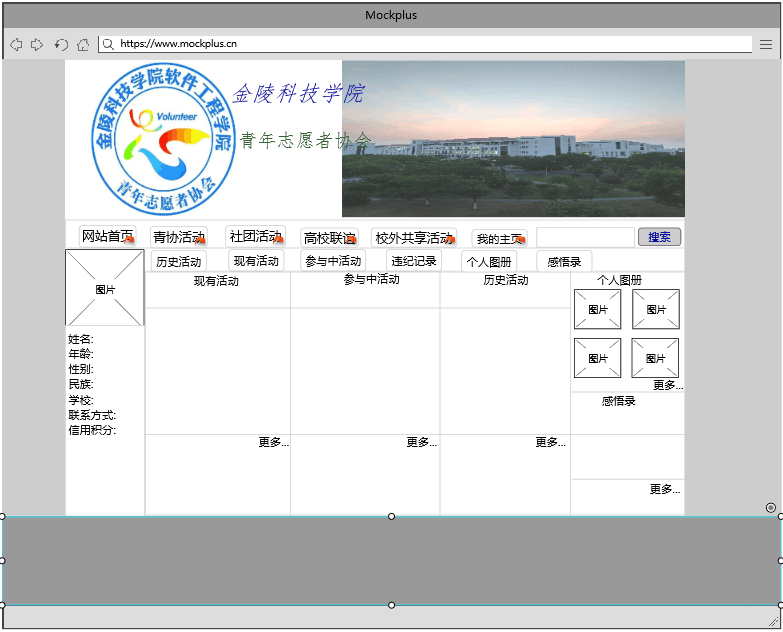 Mockplus
https://www.mockplus.cn
金陵科技学院软件工程学院
Volunteer
青年志愿者协会
金陵科技学院
青年志愿者协会
网站首页 青协活动 社团活动 高校联谊 校外共享活动 我的主页 搜索
历史活动 现有活动 参与中活动 违纪记录 个人图册 感悟录
图片
现有活动 参与中活动 历史活动 个人图册
图片 图片
图片 图片
更多...
感悟录
姓名:
年龄:
性别:
民族:
学校:
联系方式:
信用积分:
更多... 更多... 更多...
更多...